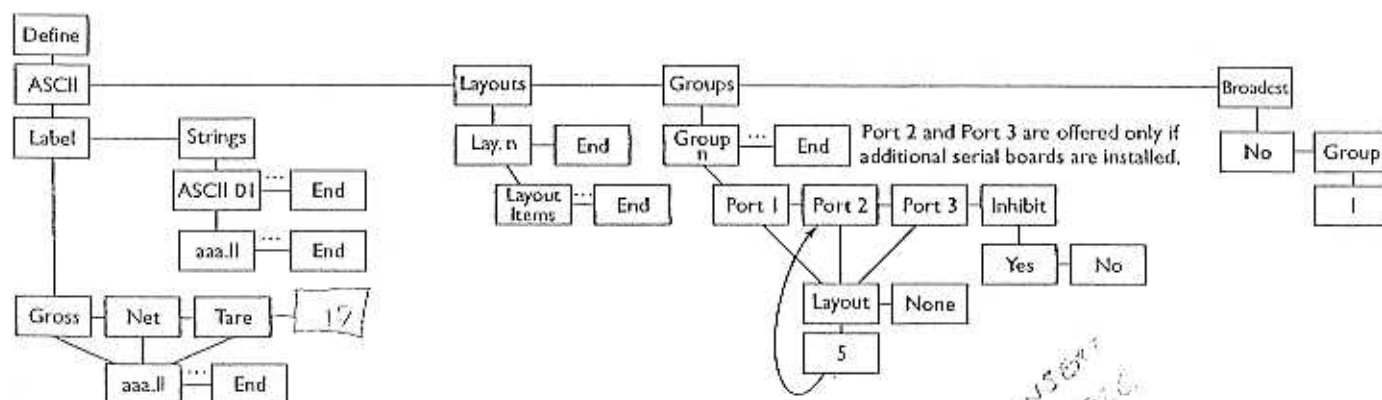 Define
ASCII
Layouts
Groups
Broadcst
Label
Strings
Lay. n
End
Group
n
...
End
Port 2 and Port 3 are offered only if
additional serial boards are installed.
No
Group
ASCII 01
...
End
Layout
Items
...
End
Port 1
Port 2
Port 3
Inhibit
1
aaa.ll
...
End
Yes
No
Gross
Net
Tare
17
Layout
None
5
aaa.ll
...
End